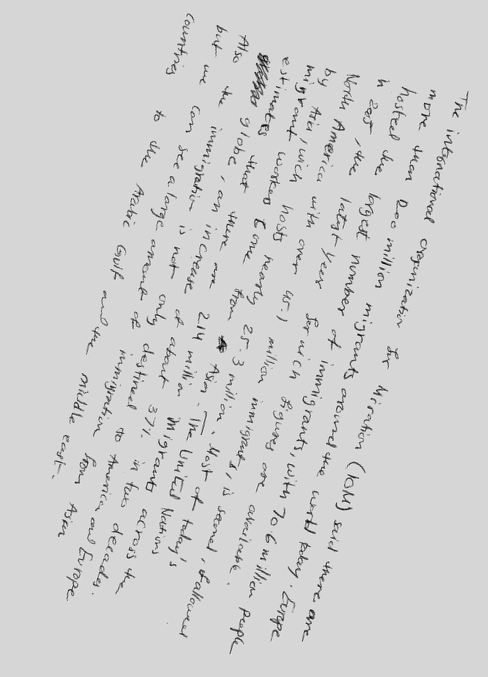 The international organization for Migration (IOM) said there are
more than 200 million migrants around the world today. Europe
hosted the largest number of immigrants, with 70.6 million people
in 2005, the latest year for wich figures are available.
North America with over 45.1 million immigrants, is second, followed
by Asia, wich hosts nearly 25.3 million. Most of today's
migrant workers come from Asia. The United Nations
estimates that there are 214 million migrants across the
Also globe, an increase of about 37% in two decades.
but the immigration is not only destined to America and Europe
but we can see a large amount of immigration from Asian
countries to the Arabic Gulf and the middle east.